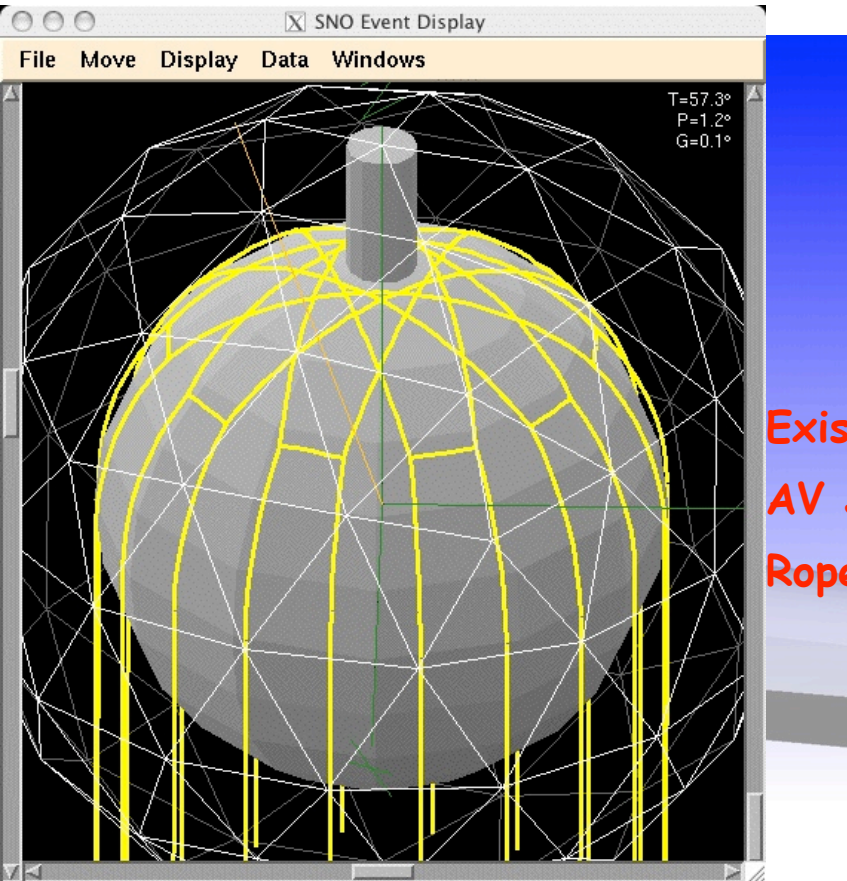 SNO Event Display
File Move Display Data Windows
T=57.3°
P=1.2°
G=0.1°
Exis
AV
Rope